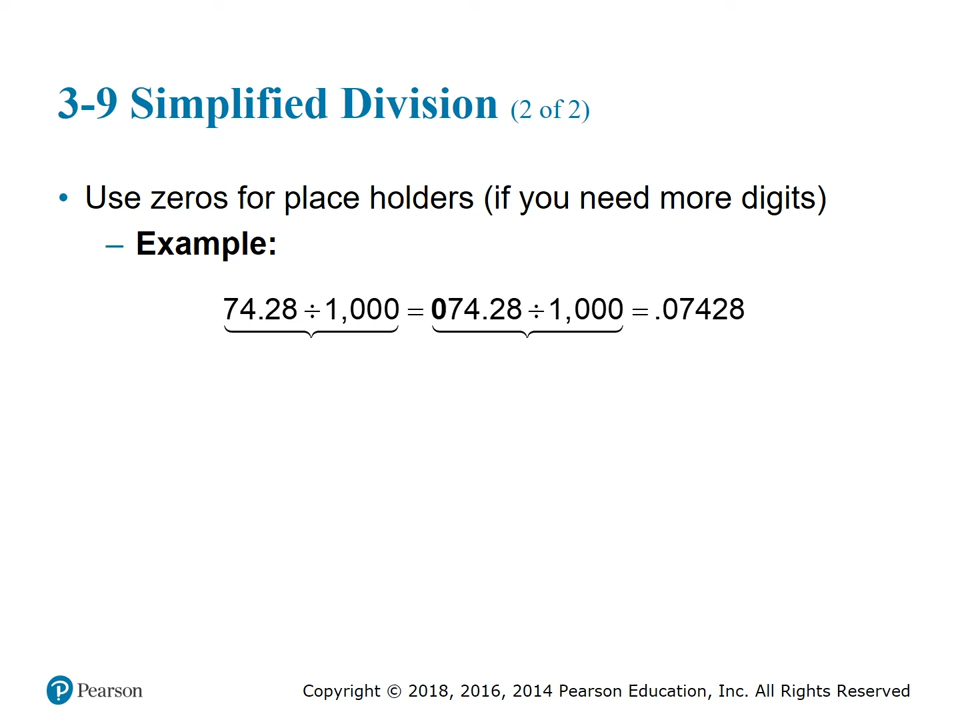 3-9 Simplified Division (2 of 2)
• Use zeros for place holders (if you need more digits)
– Example:
74.28 ÷ 1,000 = 074.28 ÷ 1,000 = .07428
Pearson
Copyright © 2018, 2016, 2014 Pearson Education, Inc. All Rights Reserved